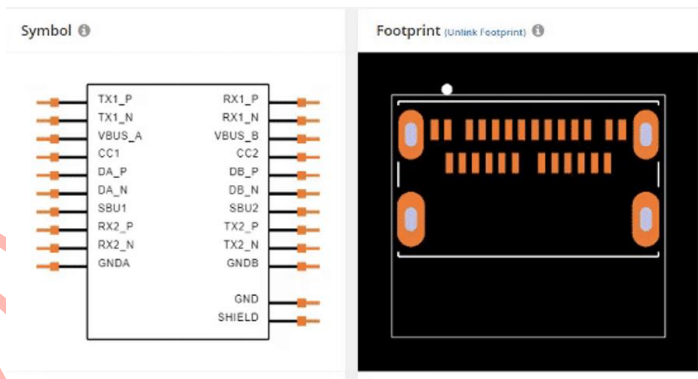 Symbol
Footprint (Unlink Footprint)
TX1_P RX1_P
TX1_N RX1_N
VBUS_A VBUS_B
CC1 CC2
DA_P DB_P
DA_N DB_N
SBU1 SBU2
RX2_P TX2_P
RX2_N TX2_N
GNDA GNDB
GND
SHIELD